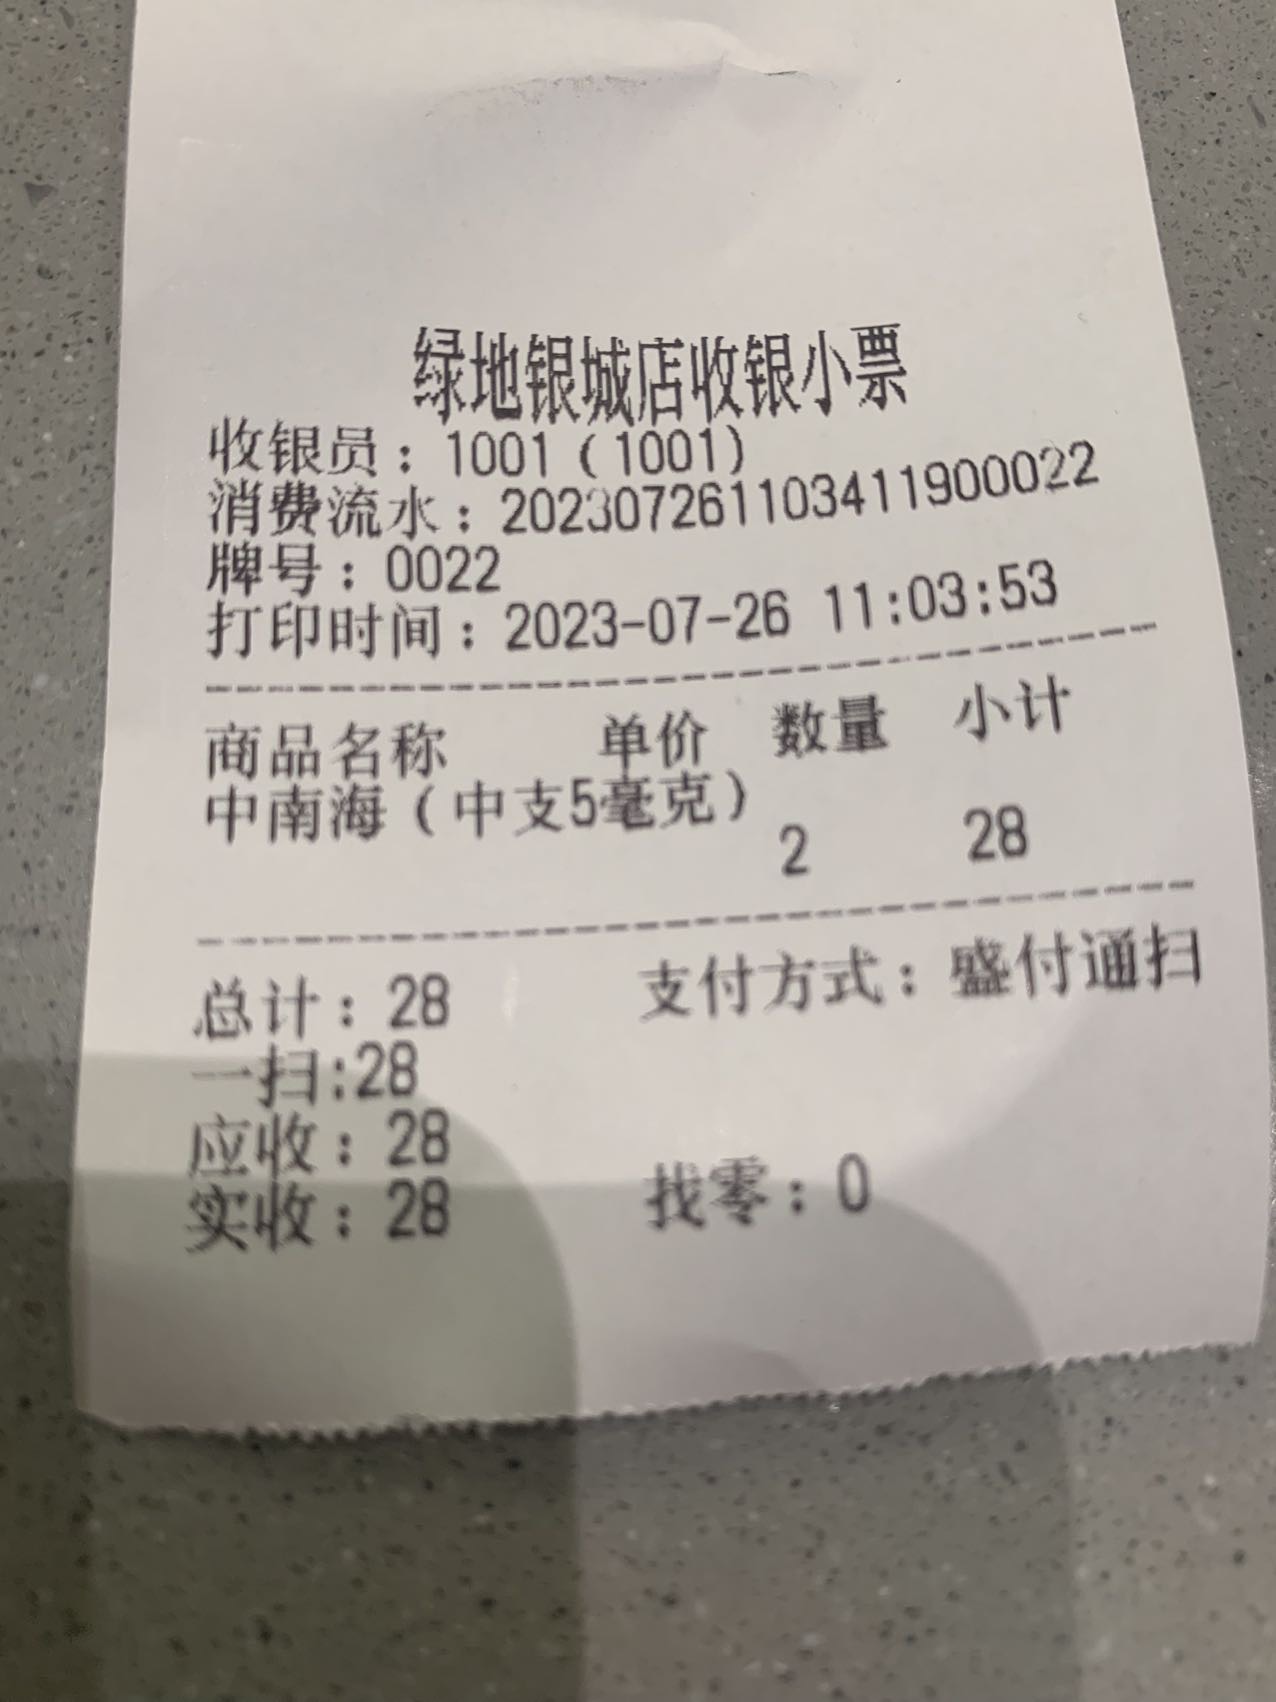 绿地银城店收银小票
收银员：1001（1001）
消费流水：20230726110341190​0022
牌号：0022
打印时间：2023-07-26 11:03:53
商品名称 单价 数量 小计
中南海（中支5毫克）
2 28
总计：28 支付方式：盛付通扫
一扫:28
应收：28
实收：28 找零：0